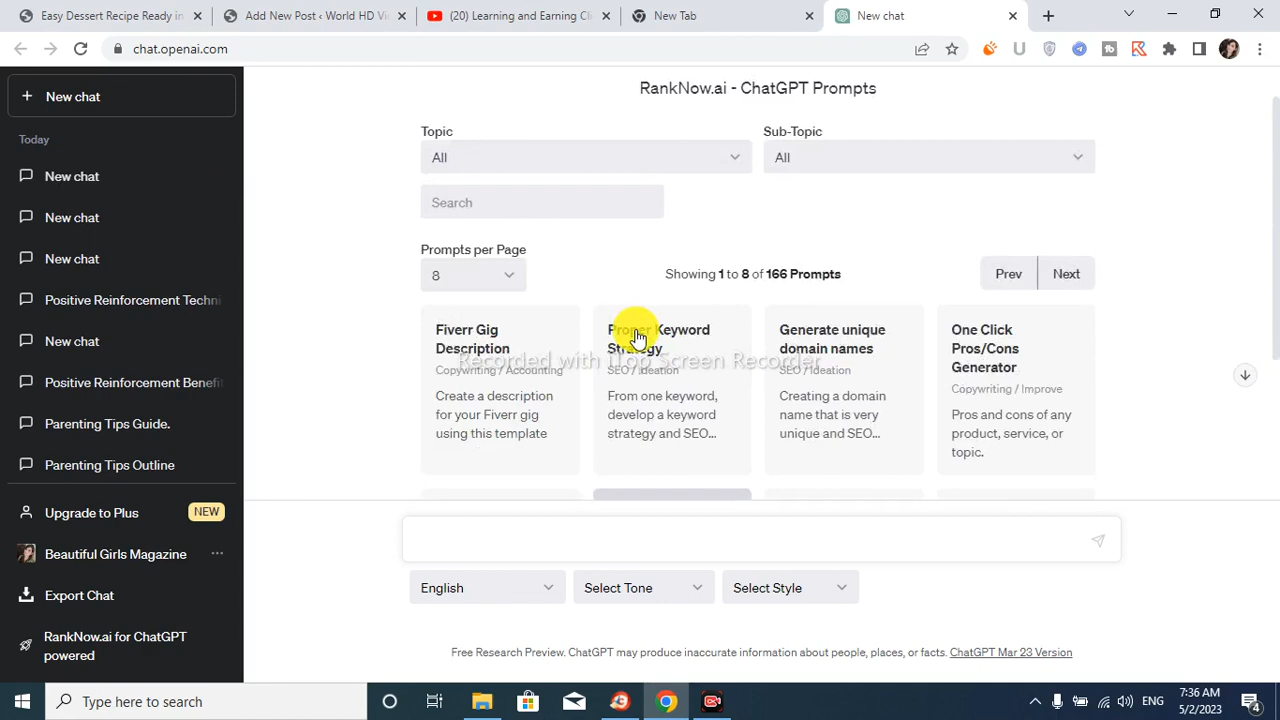 Easy Dessert Recipe Ready in
Add New Post ‹ World HD Vi
(20) Learning and Earning Cli
New Tab
New chat
chat.openai.com
New chat
Today
New chat
New chat
New chat
Positive Reinforcement Techni
New chat
Positive Reinforcement Benefi
Parenting Tips Guide.
Parenting Tips Outline
Upgrade to Plus
NEW
Beautiful Girls Magazine
Export Chat
RankNow.ai for ChatGPT
powered
RankNow.ai - ChatGPT Prompts
Topic
Sub-Topic
All
All
Search
Prompts per Page
8
Showing 1 to 8 of 166 Prompts
Prev
Next
Fiverr Gig
Description
Copywriting / Accounting
Create a description
for your Fiverr gig
using this template
Proper Keyword
Strategy
SEO / Ideation
From one keyword,
develop a keyword
strategy and SEO...
Generate unique
domain names
SEO / Ideation
Creating a domain
name that is very
unique and SEO...
One Click
Pros/Cons
Generator
Copywriting / Improve
Pros and cons of any
product, service, or
topic.
Recorded with iTop Screen Recorder
English
Select Tone
Select Style
Free Research Preview. ChatGPT may produce inaccurate information about people, places, or facts. ChatGPT Mar 23 Version
Type here to search
ENG
7:36 AM
5/2/2023
4